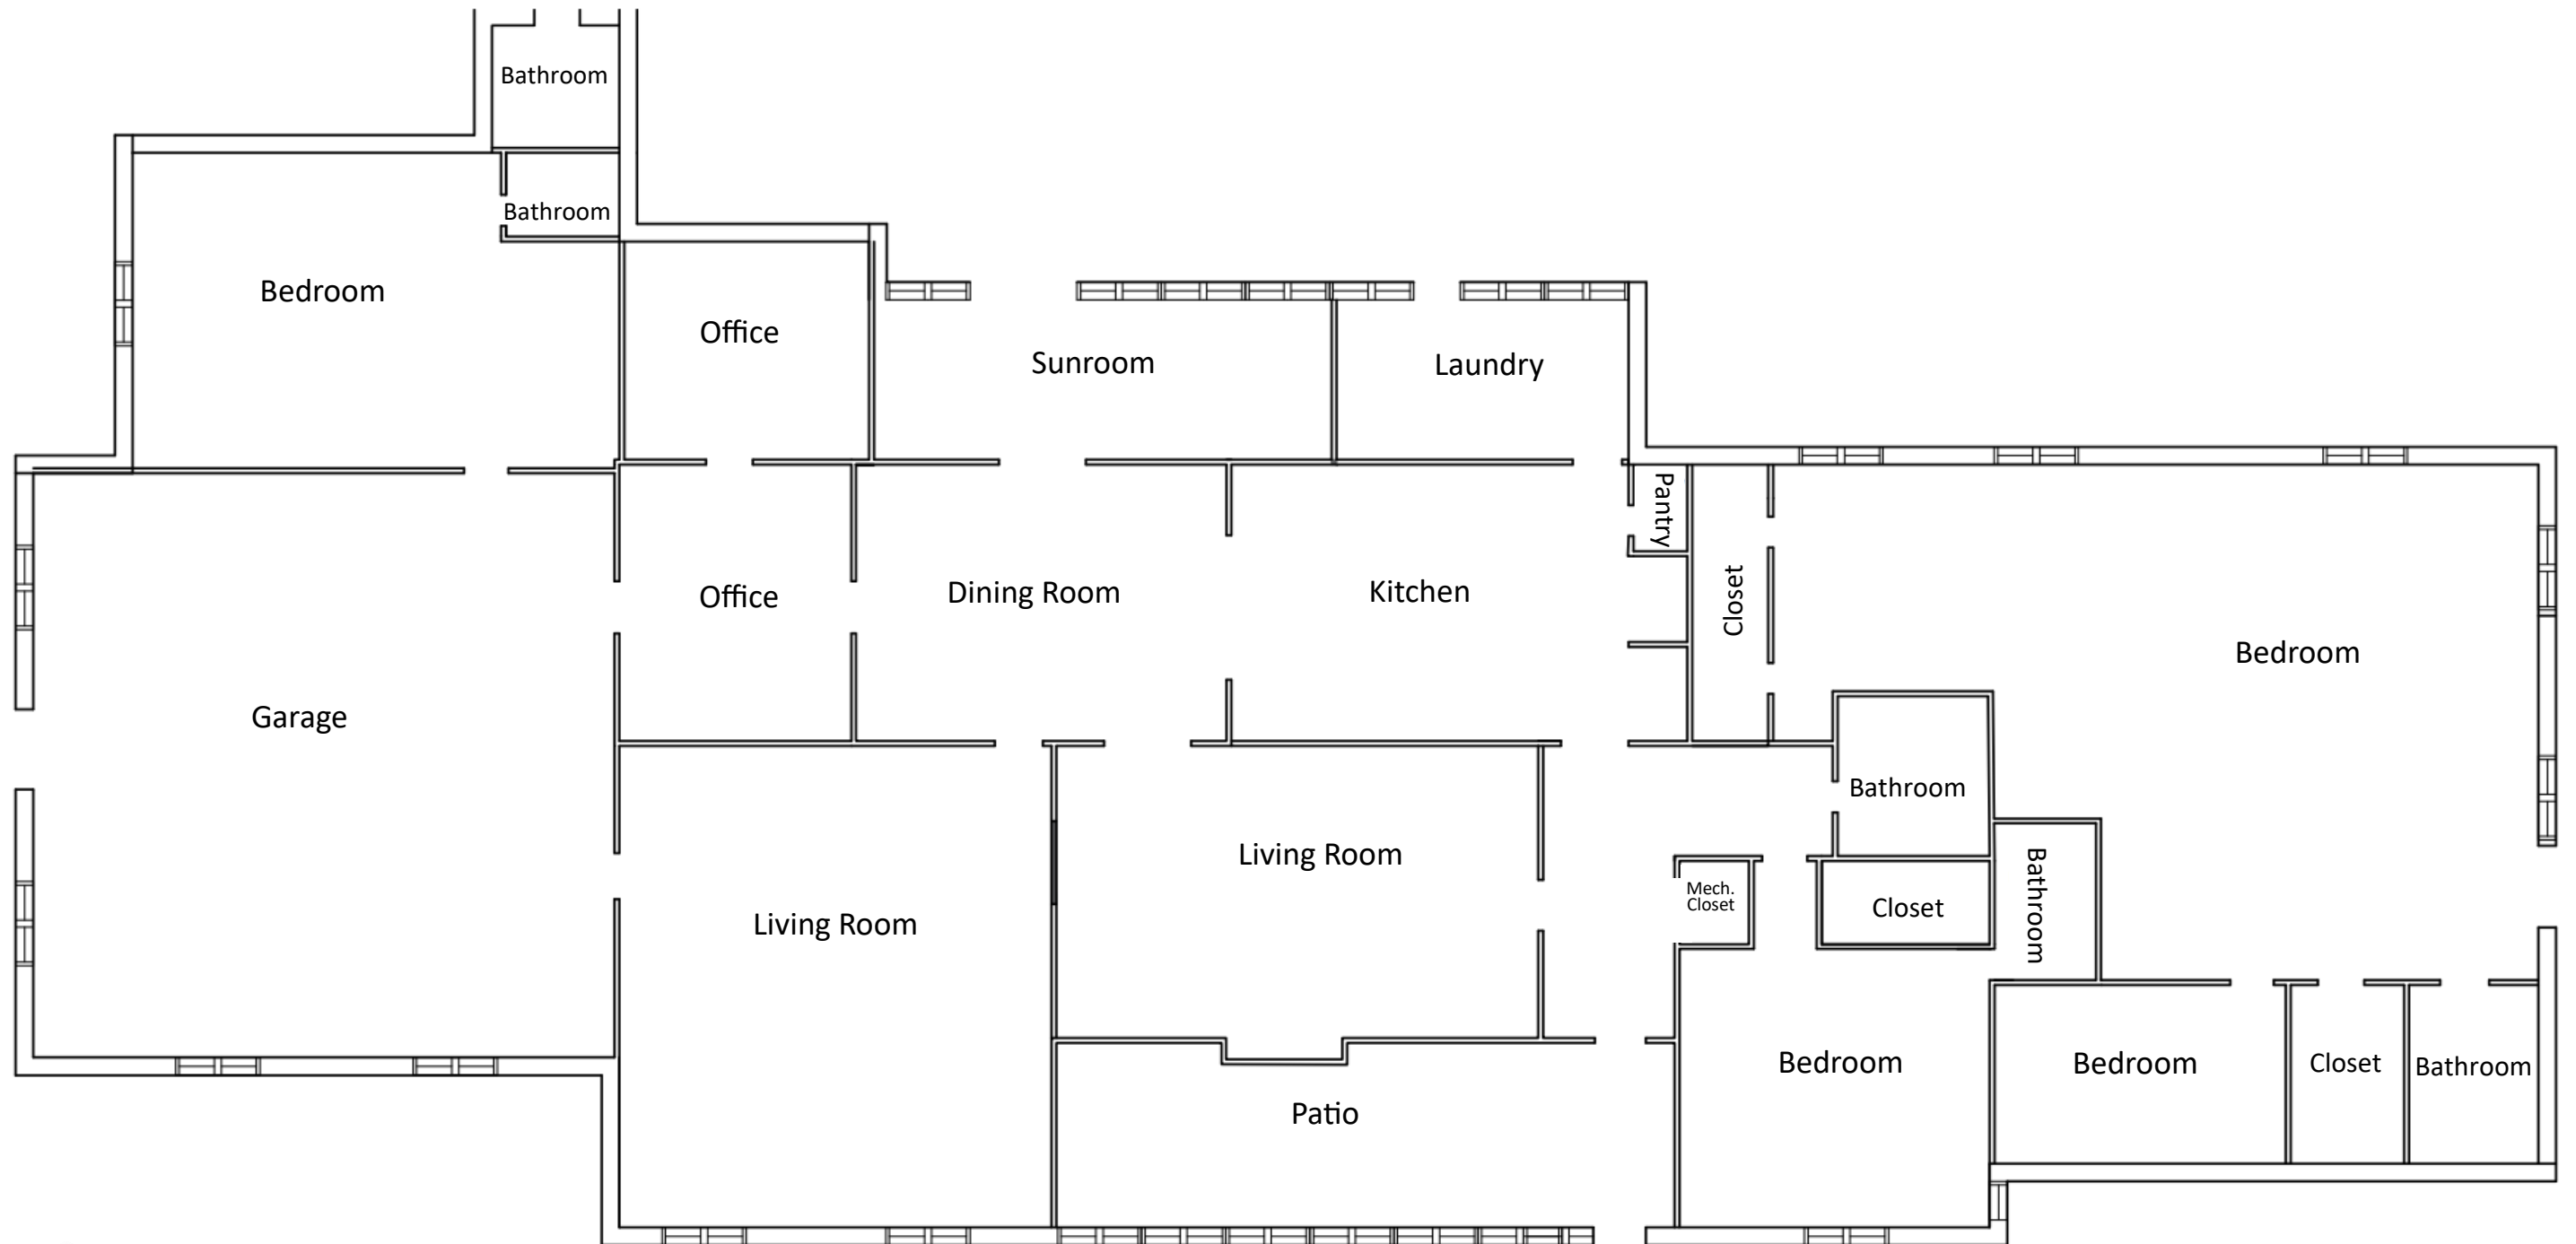 Bathroom
Bathroom
Bedroom
Office
Sunroom
Laundry
Pantry
Office
Dining Room
Kitchen
Closet
Bedroom
Garage
Bathroom
Living Room
Living Room
Mech.
Closet
Closet
Bathroom
Bedroom
Bedroom
Closet
Bathroom
Patio